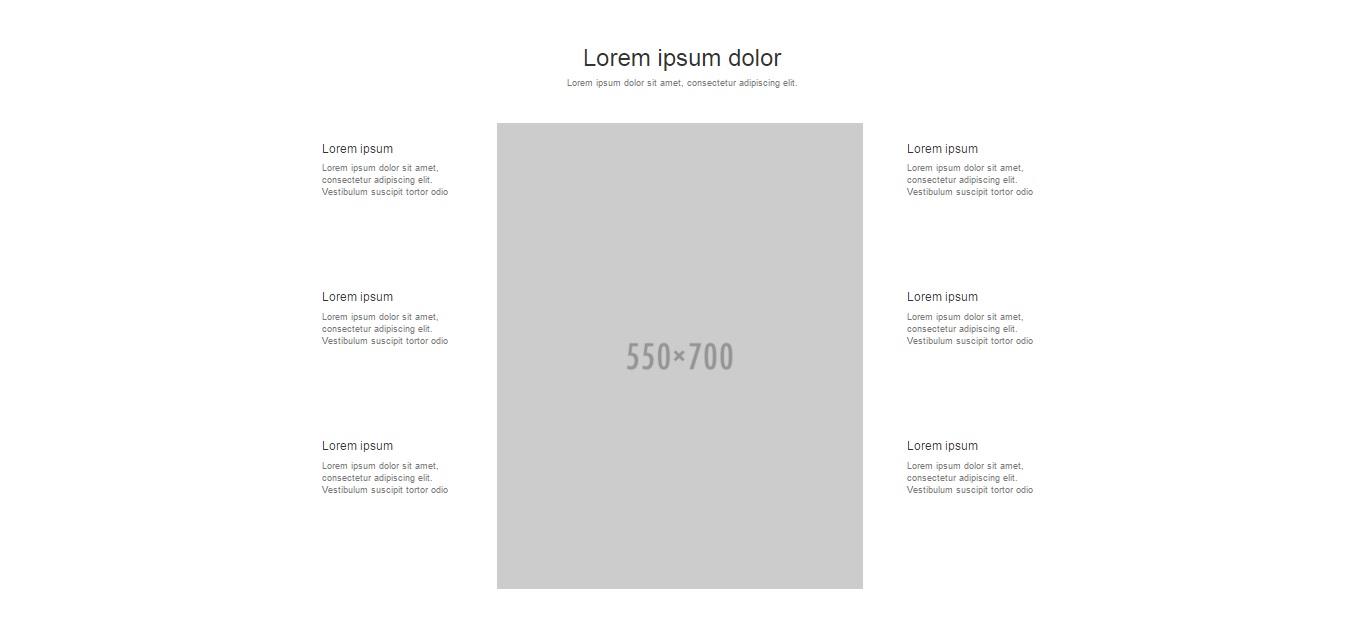 Lorem ipsum dolor
Lorem ipsum dolor sit amet, consectetur adipiscing elit.
Lorem ipsum
Lorem ipsum dolor sit amet,
consectetur adipiscing elit.
Vestibulum suscipit tortor odio
Lorem ipsum
Lorem ipsum dolor sit amet,
consectetur adipiscing elit.
Vestibulum suscipit tortor odio
Lorem ipsum
Lorem ipsum dolor sit amet,
consectetur adipiscing elit.
Vestibulum suscipit tortor odio
550×700
Lorem ipsum
Lorem ipsum dolor sit amet,
consectetur adipiscing elit.
Vestibulum suscipit tortor odio
Lorem ipsum
Lorem ipsum dolor sit amet,
consectetur adipiscing elit.
Vestibulum suscipit tortor odio
Lorem ipsum
Lorem ipsum dolor sit amet,
consectetur adipiscing elit.
Vestibulum suscipit tortor odio